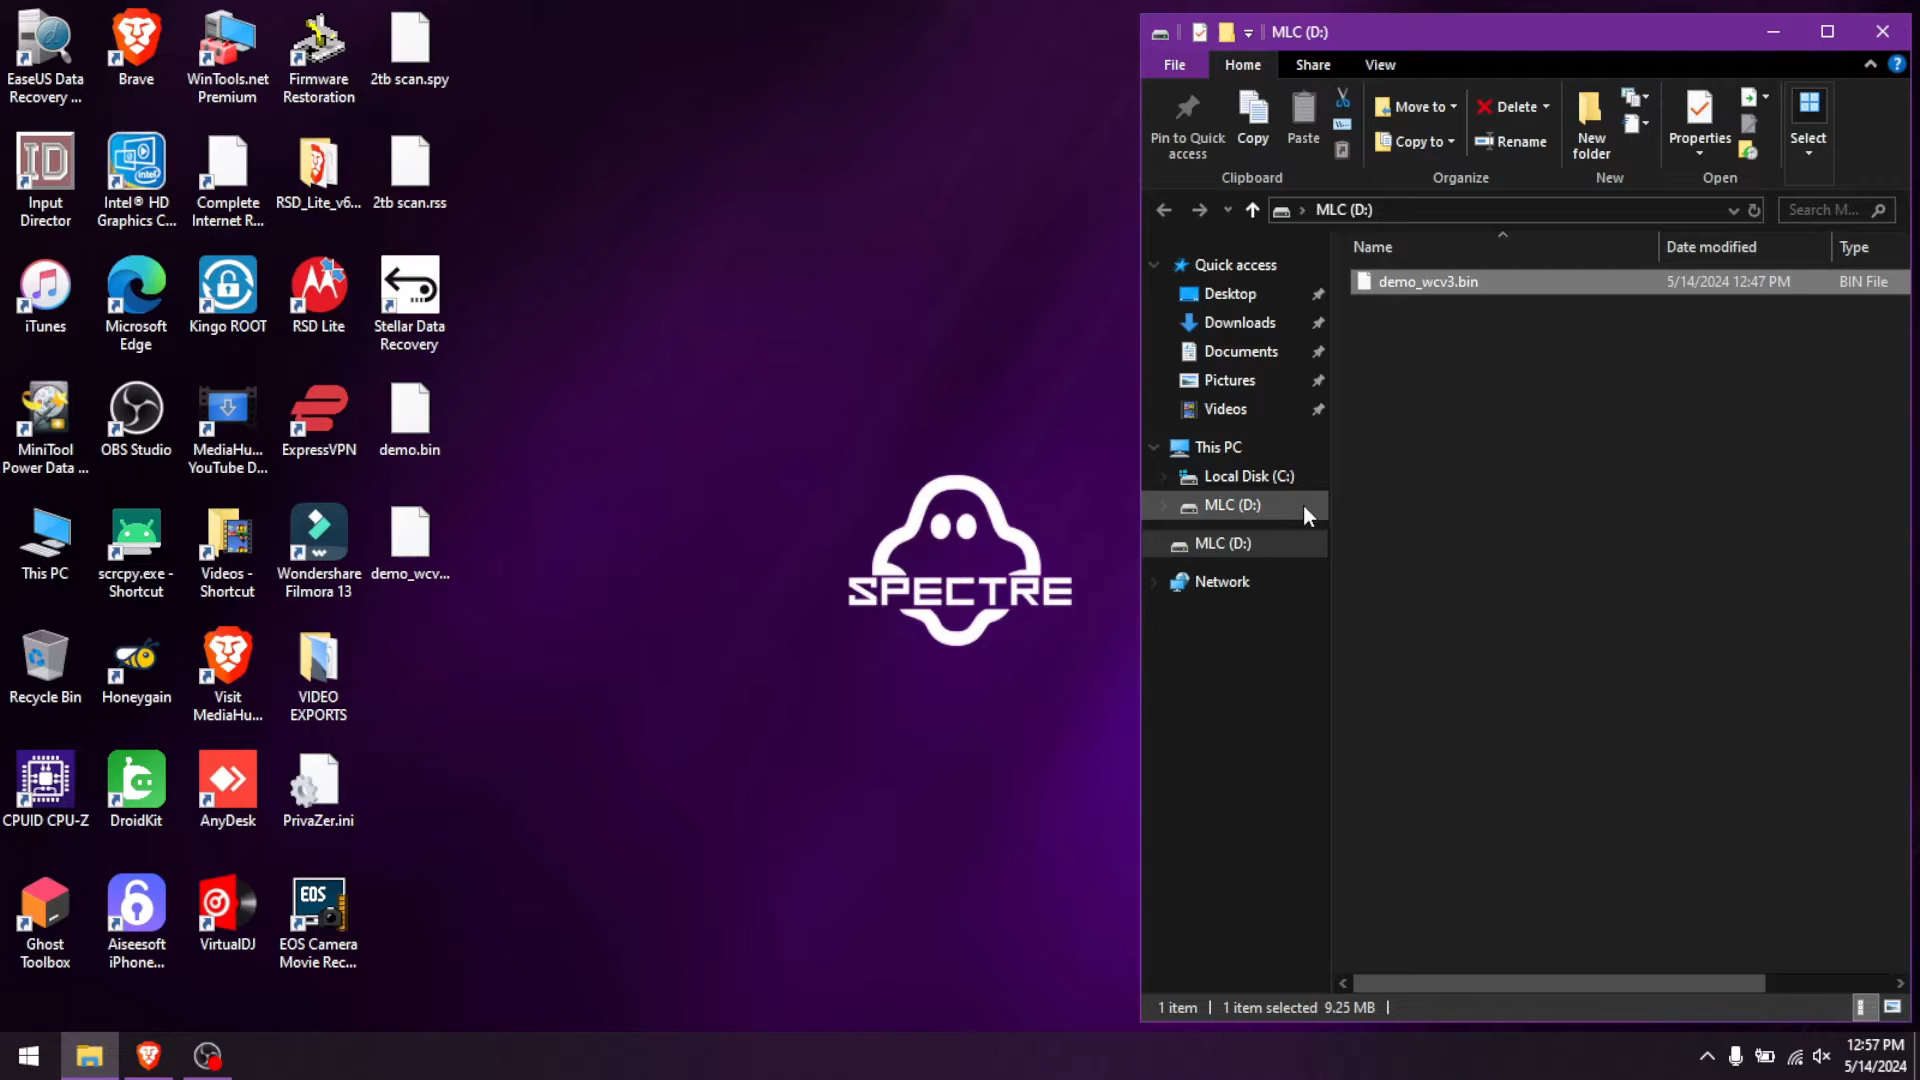 EaseUS Data
Recovery ...
Brave
WinTools.net
Premium
Firmware
Restoration
2tb scan.spy
Input
Director
Intel® HD
Graphics C...
Complete
Internet R...
RSD_Lite_v6...
2tb scan.rss
iTunes
Microsoft
Edge
Kingo ROOT
RSD Lite
Stellar Data
Recovery
MiniTool
Power Data ...
OBS Studio
MediaHu...
YouTube D...
ExpressVPN
demo.bin
This PC
scrcpy.exe -
Shortcut
Videos -
Shortcut
Wondershare
Filmora 13
demo_wcv...
Recycle Bin
Honeygain
Visit
MediaHu...
VIDEO
EXPORTS
CPUID CPU-Z
DroidKit
AnyDesk
PrivaZer.ini
Ghost
Toolbox
Aiseesoft
iPhone...
VirtualDJ
EOS
EOS Camera
Movie Rec...
ID
intel
SPECTRE
MLC (D:)
File
Home
Share
View
Pin to Quick
access
Copy
Paste
Move to
Copy to
Delete
Rename
New
folder
Properties
Select
Clipboard
Organize
New
Open
MLC (D:)
Search M...
Name
Date modified
Type
demo_wcv3.bin
5/14/2024 12:47 PM
BIN File
Quick access
Desktop
Downloads
Documents
Pictures
Videos
This PC
Local Disk (C:)
MLC (D:)
MLC (D:)
Network
1 item
1 item selected 9.25 MB
12:57 PM
5/14/2024